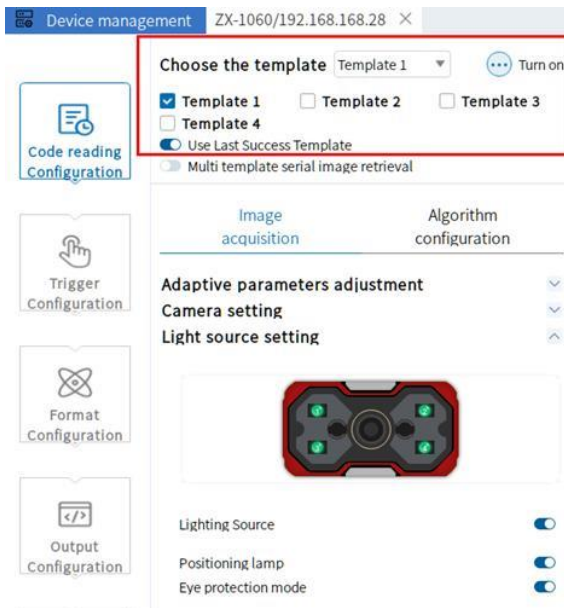 Device management ZX-1060/192.168.168.28
Choose the template Template 1 Turn on
Template 1 Template 2 Template 3
Template 4
Use Last Success Template
Multi template serial image retrieval
Code reading
Configuration
Image
acquisition
Algorithm
configuration
Trigger
Configuration
Adaptive parameters adjustment
Camera setting
Light source setting
Format
Configuration
Output
Configuration
Lighting Source
Positioning lamp
Eye protection mode